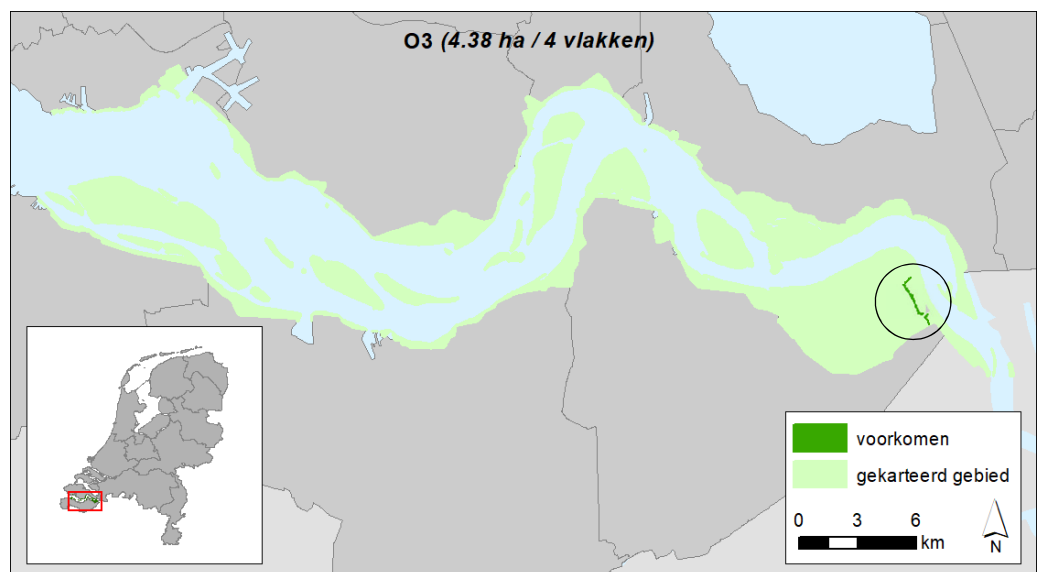 O3 (4.38 ha / 4 vlakken)
voorkomen
gekarteerd gebied
0 3 6
km
N